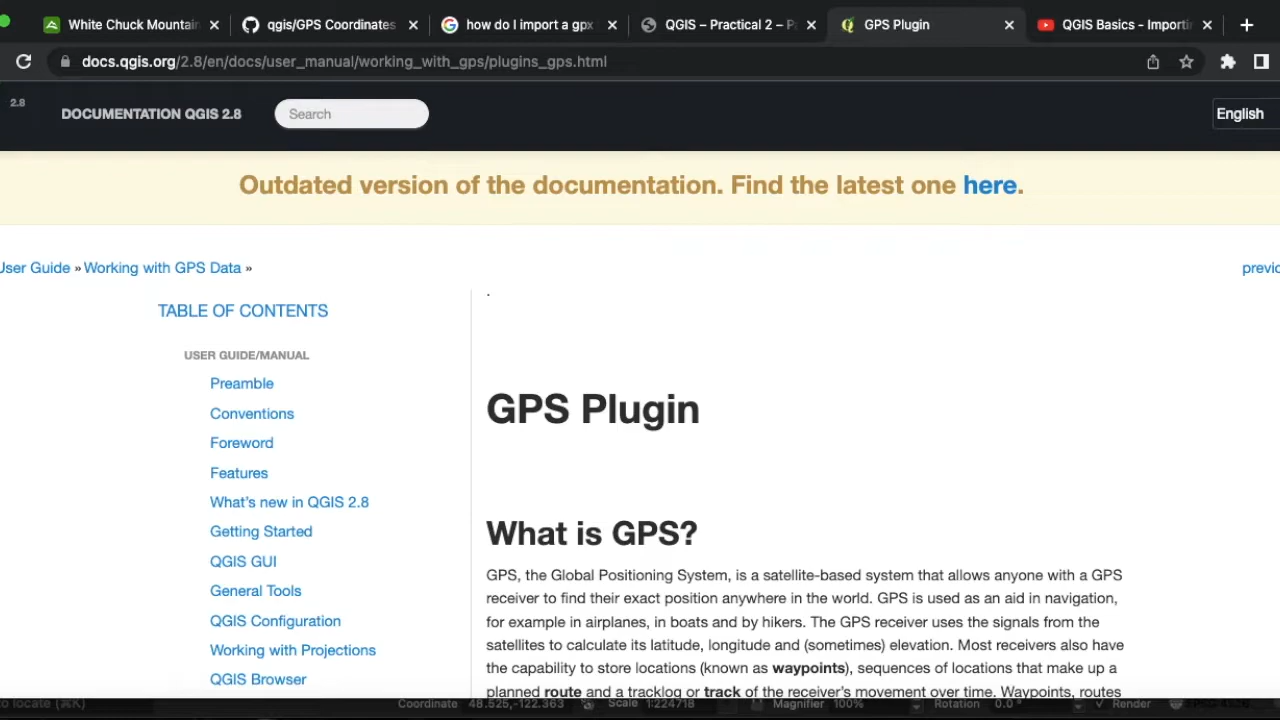 White Chuck Mountain
qgis/GPS Coordinates
how do I import a gpx
QGIS – Practical 2 – P
GPS Plugin
QGIS Basics - Importin
docs.qgis.org/2.8/en/docs/user_manual/working_with_gps/plugins_gps.html
2.8
DOCUMENTATION QGIS 2.8
Search
English
Outdated version of the documentation. Find the latest one here.
User Guide » Working with GPS Data »
previo
TABLE OF CONTENTS
USER GUIDE/MANUAL
Preamble
Conventions
Foreword
Features
What's new in QGIS 2.8
Getting Started
QGIS GUI
General Tools
QGIS Configuration
Working with Projections
QGIS Browser
GPS Plugin
What is GPS?
GPS, the Global Positioning System, is a satellite-based system that allows anyone with a GPS
receiver to find their exact position anywhere in the world. GPS is used as an aid in navigation,
for example in airplanes, in boats and by hikers. The GPS receiver uses the signals from the
satellites to calculate its latitude, longitude and (sometimes) elevation. Most receivers also have
the capability to store locations (known as waypoints), sequences of locations that make up a
planned route and a tracklog or track of the receiver's movement over time. Waypoints, routes
to locate (⌘K)
Coordinate 48.525,-122.363
Scale 1:224718
Magnifier 100%
Rotation 0.0 °
Render